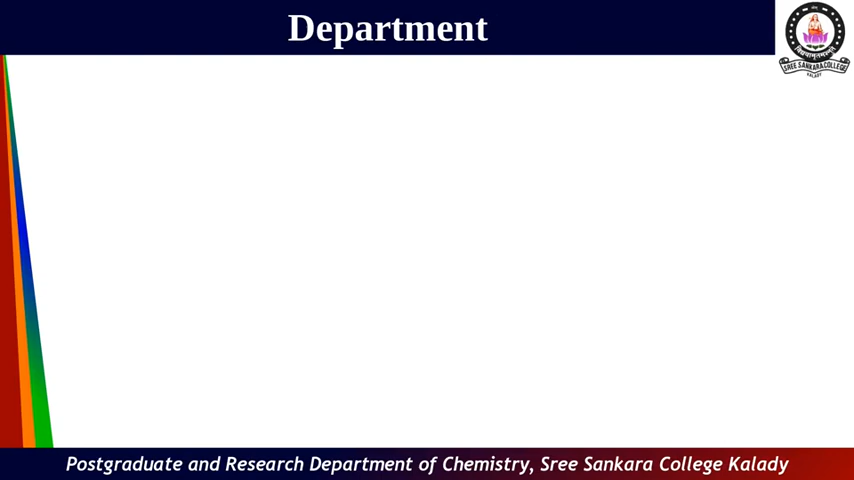 Department
SREE SANKARA COLLEGE
KALADY
Postgraduate and Research Department of Chemistry, Sree Sankara College Kalady